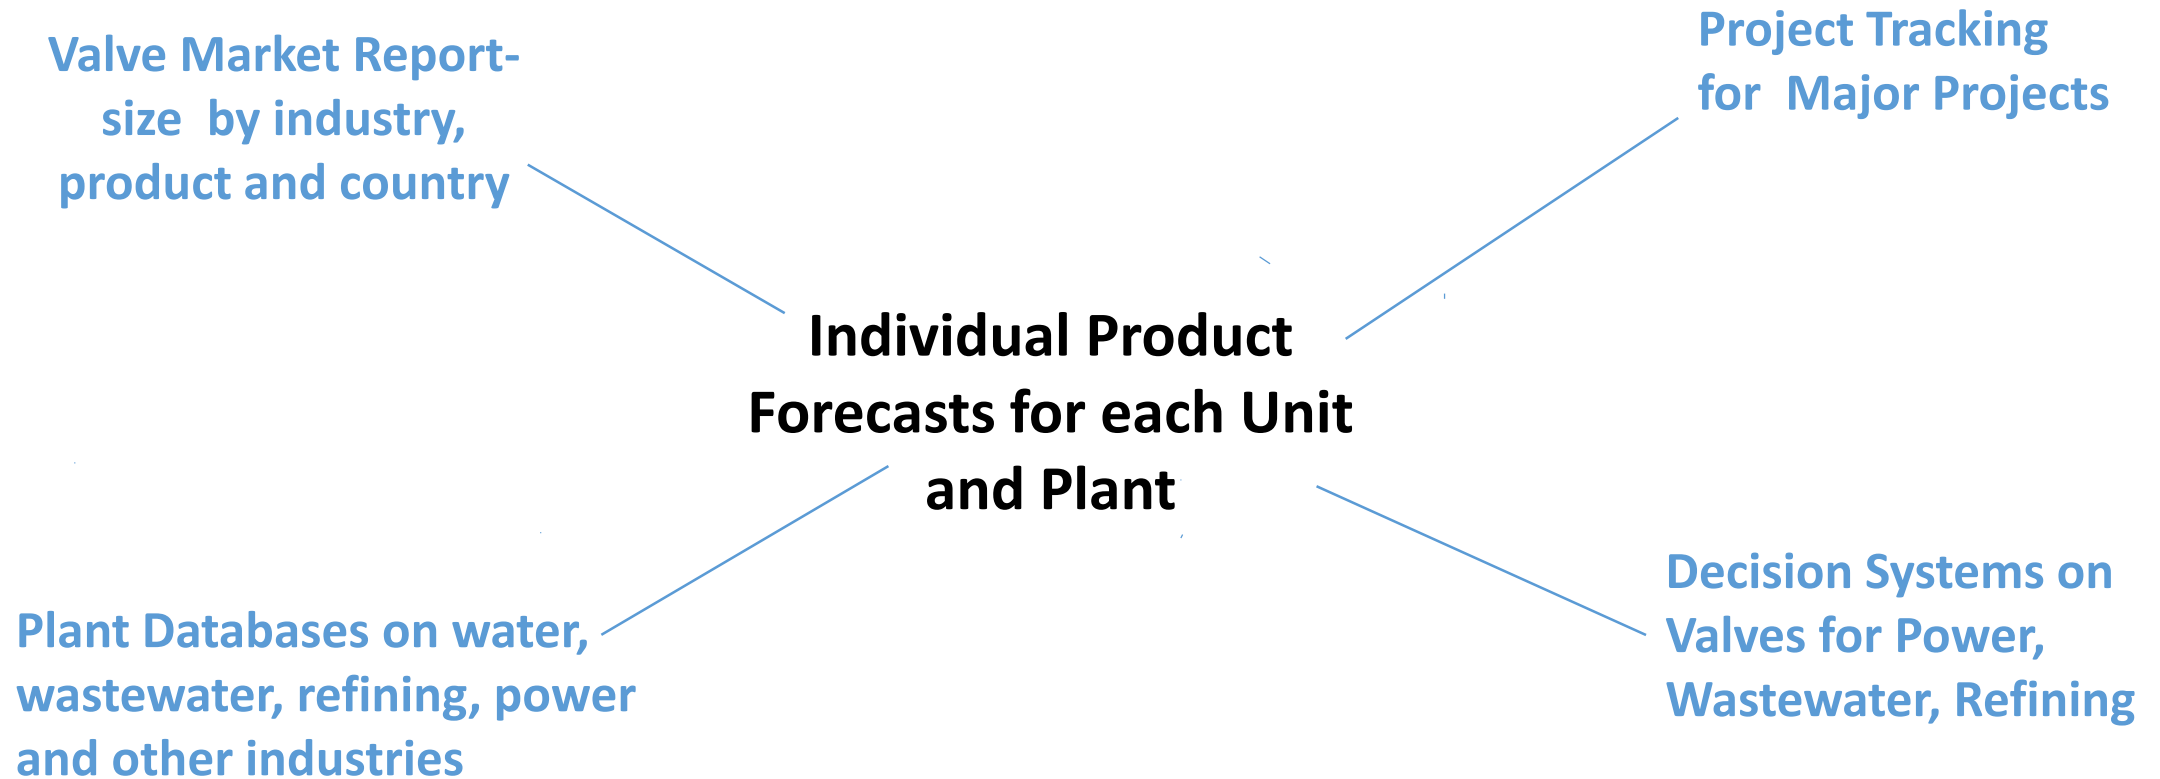 Valve Market Report-
size  by industry,
product and country
Project Tracking
for  Major Projects
Individual Product
Forecasts for each Unit
and Plant
Plant Databases on water,
wastewater, refining, power
and other industries
Decision Systems on
Valves for Power,
Wastewater, Refining